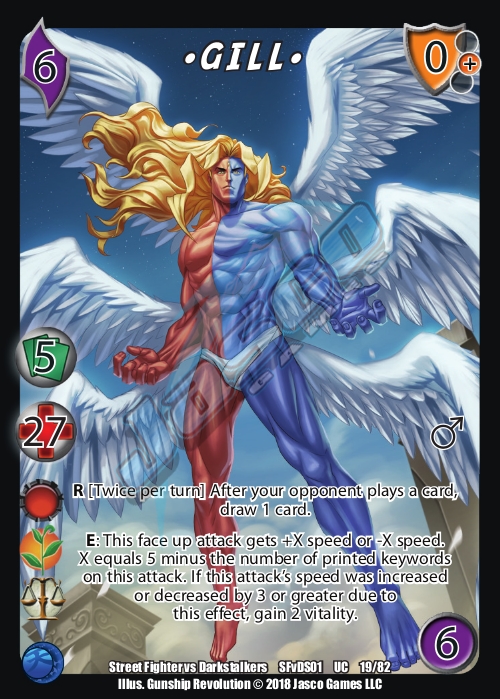 •GILL•
6
0
+
5
27
R [Twice per turn] After your opponent plays a card,
draw 1 card.
E: This face up attack gets +X speed or -X speed.
X equals 5 minus the number of printed keywords
on this attack. If this attack's speed was increased
or decreased by 3 or greater due to
this effect, gain 2 vitality.
6
Street Fighter vs Darkstalkers SFvDS01 UC 19/82
Illus. Gunship Revolution © 2018 Jasco Games LLC